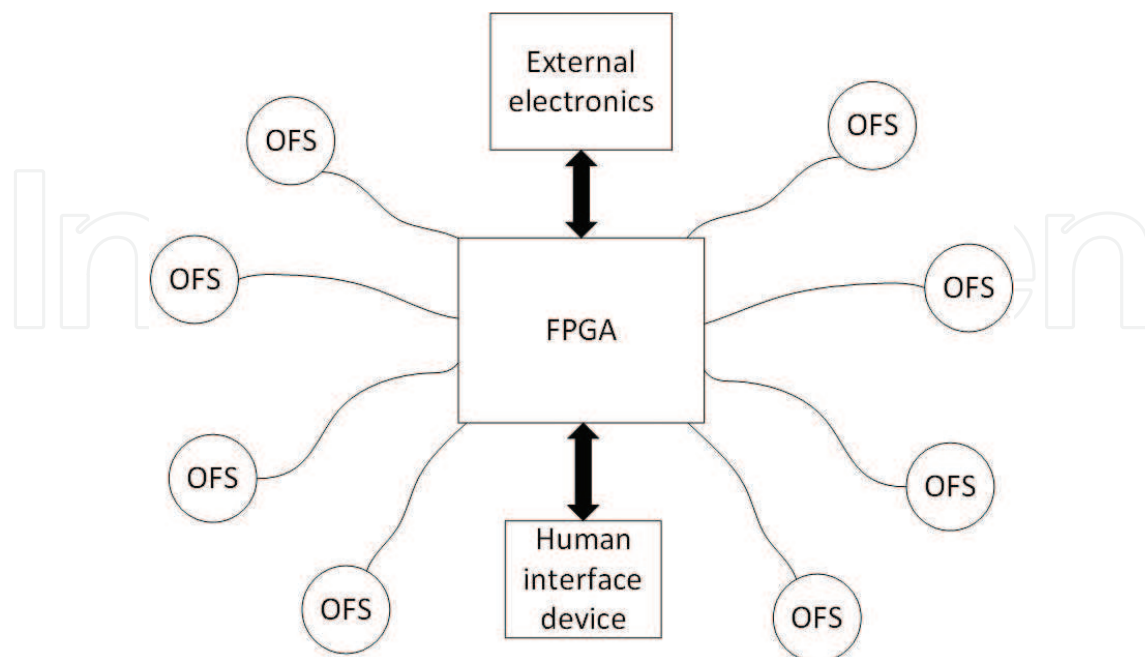 External
electronics
OFS
OFS
OFS
OFS
FPGA
OFS
OFS
OFS
Human
interface
device
OFS
OFS